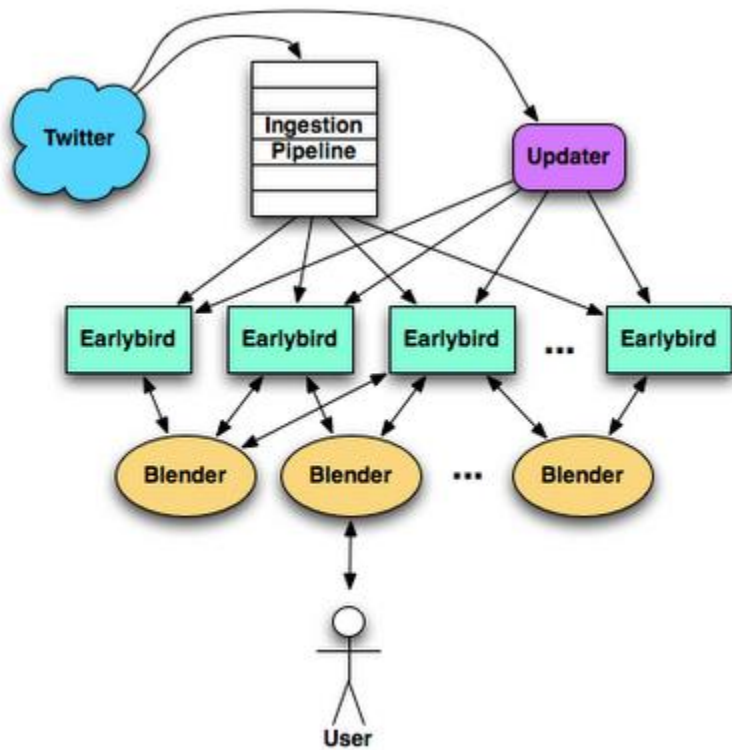 Twitter
Ingestion
Pipeline
Updater
Earlybird
Earlybird
Earlybird
...
Earlybird
Blender
Blender
...
Blender
User